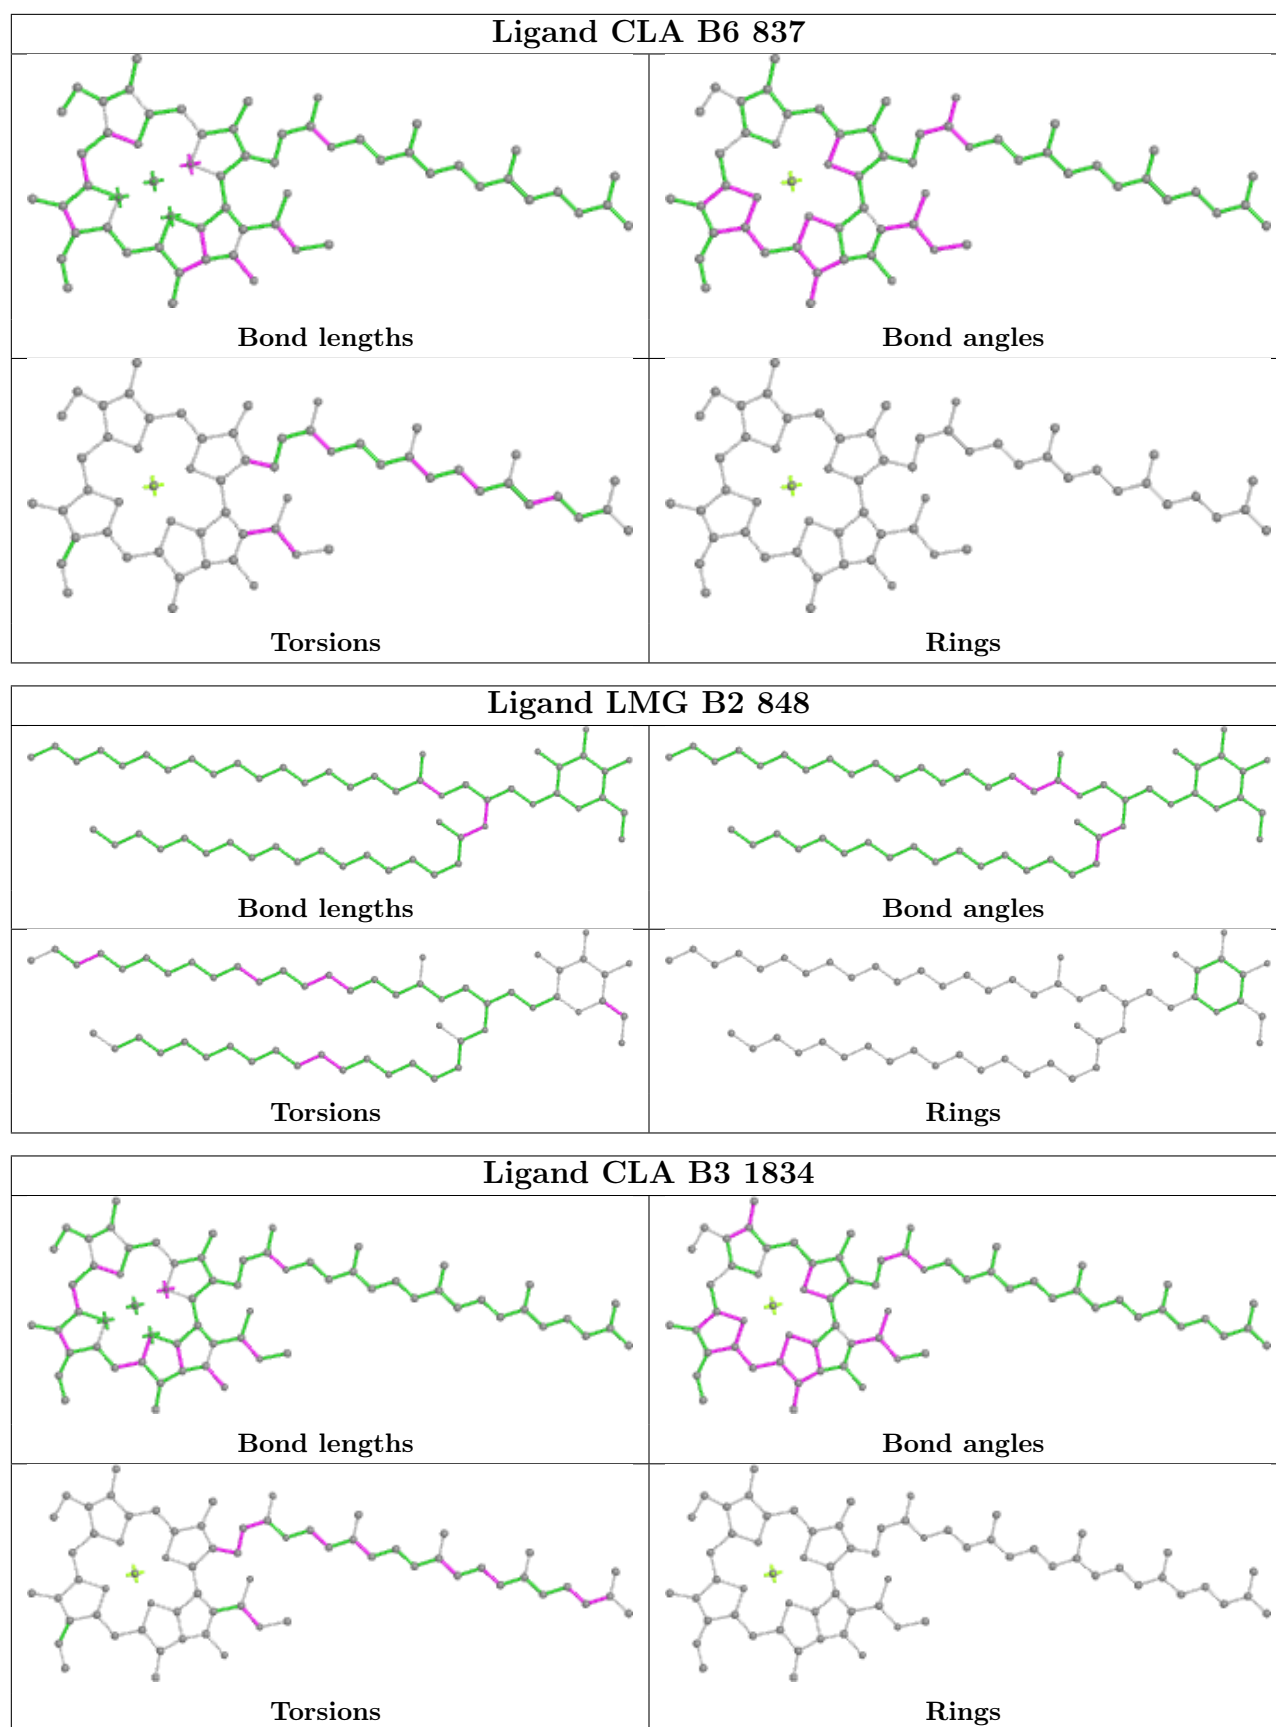 Ligand CLA B6 837
Bond lengths
Bond angles
Torsions
Rings
Ligand LMG B2 848
Bond lengths
Bond angles
Torsions
Rings
Ligand CLA B3 1834
Bond lengths
Bond angles
Torsions
Rings